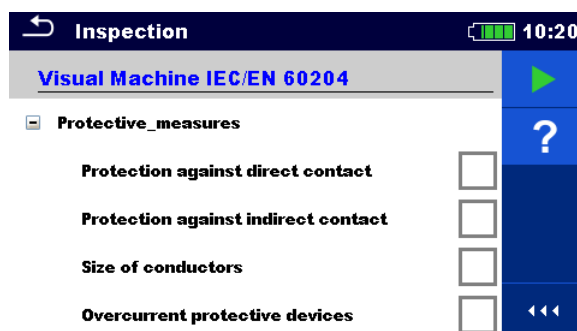 Inspection
10:20
Visual Machine IEC/EN 60204
Protective_measures
?
Protection against direct contact
Protection against indirect contact
Size of conductors
Overcurrent protective devices